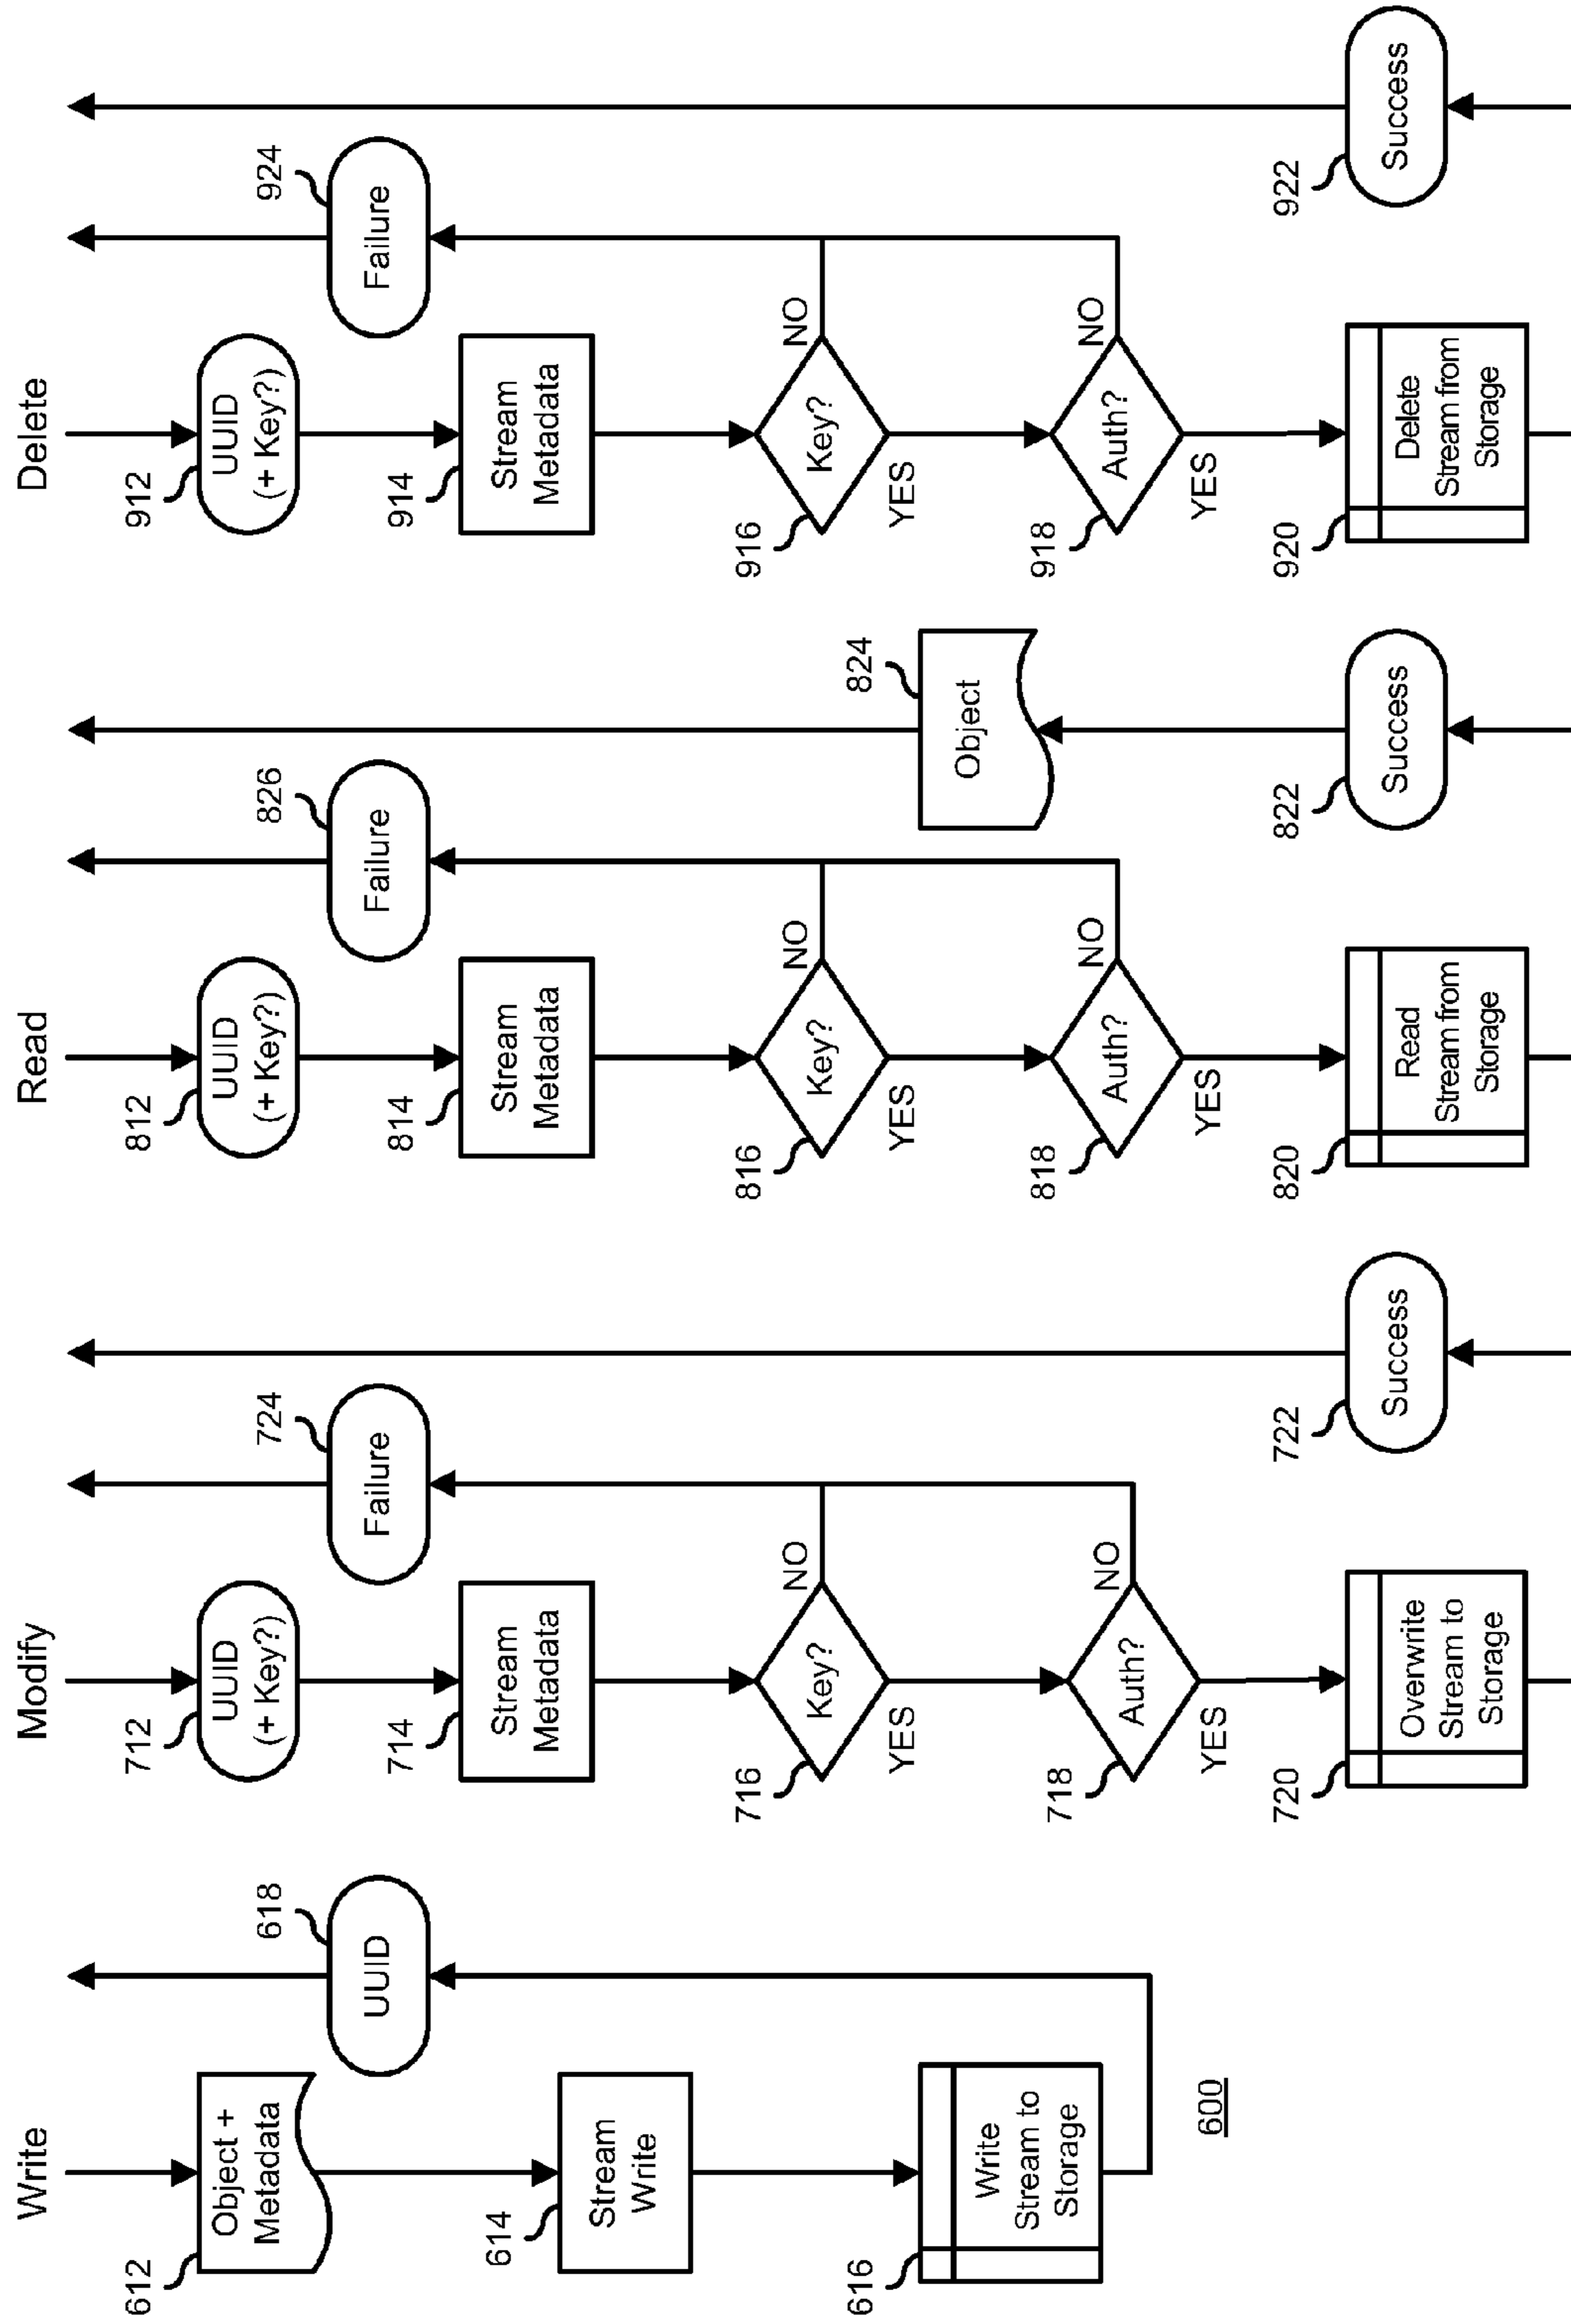 Write
612
Object +
Metadata
614
Stream
Write
616
Write
Stream to
Storage
618
UUID
600
Modify
712
UUID
(+ Key?)
714
Stream
Metadata
716
Key?
NO
YES
718
Auth?
NO
YES
720
Overwrite
Stream to
Storage
722
Success
724
Failure
Read
812
UUID
(+ Key?)
814
Stream
Metadata
816
Key?
NO
YES
818
Auth?
NO
YES
820
Read
Stream from
Storage
822
Success
824
Object
826
Failure
Delete
912
UUID
(+ Key?)
914
Stream
Metadata
916
Key?
NO
YES
918
Auth?
NO
YES
920
Delete
Stream from
Storage
922
Success
924
Failure